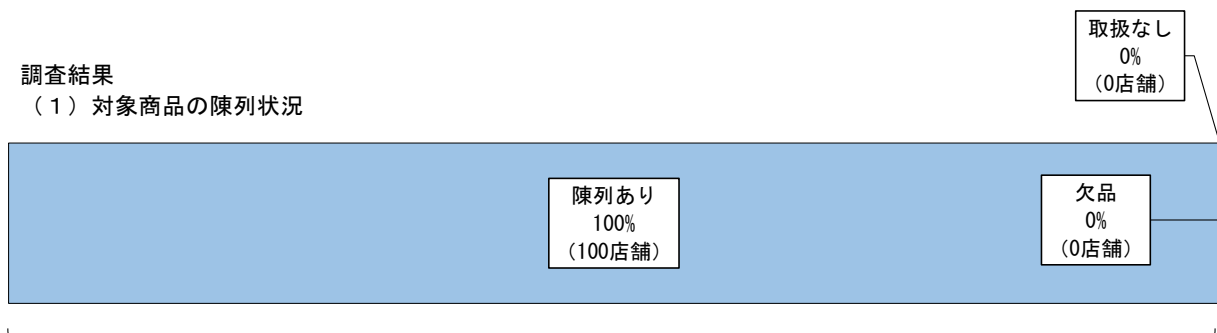 調査結果
（１）対象商品の陳列状況
取扱なし
0%
(0店舗)
陳列あり
100%
(100店舗)
欠品
0%
(0店舗)